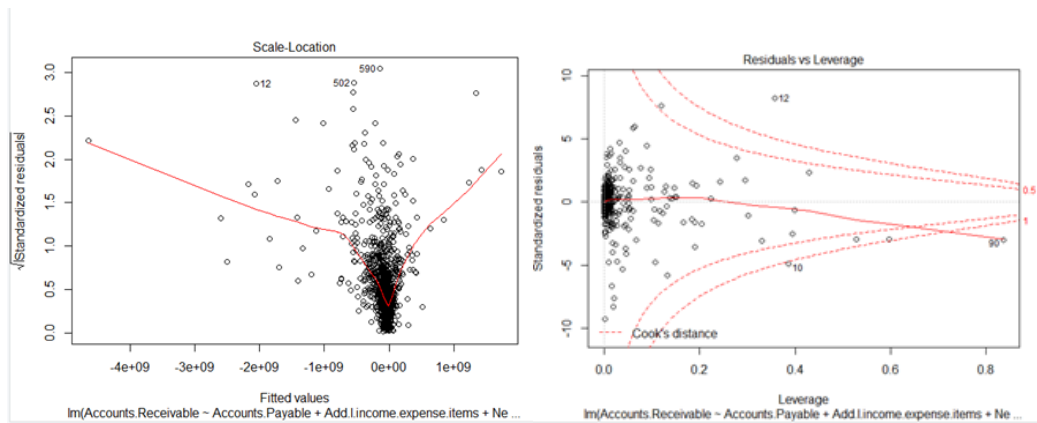 Scale-Location
√|Standardized residuals|
3.0
2.5
2.0
1.5
1.0
0.5
0.0
590
12
502
-4e+09 -3e+09 -2e+09 -1e+09 0e+00 1e+09
Fitted values
lm(Accounts.Receivable ~ Accounts.Payable + Add.l.income.expense.items + Ne ...
Residuals vs Leverage
Standardized residuals
10
5
0
-5
-10
12
0.5
1
90
10
Cook's distance
0.0 0.2 0.4 0.6 0.8
Leverage
lm(Accounts.Receivable ~ Accounts.Payable + Add.l.income.expense.items + Ne ...